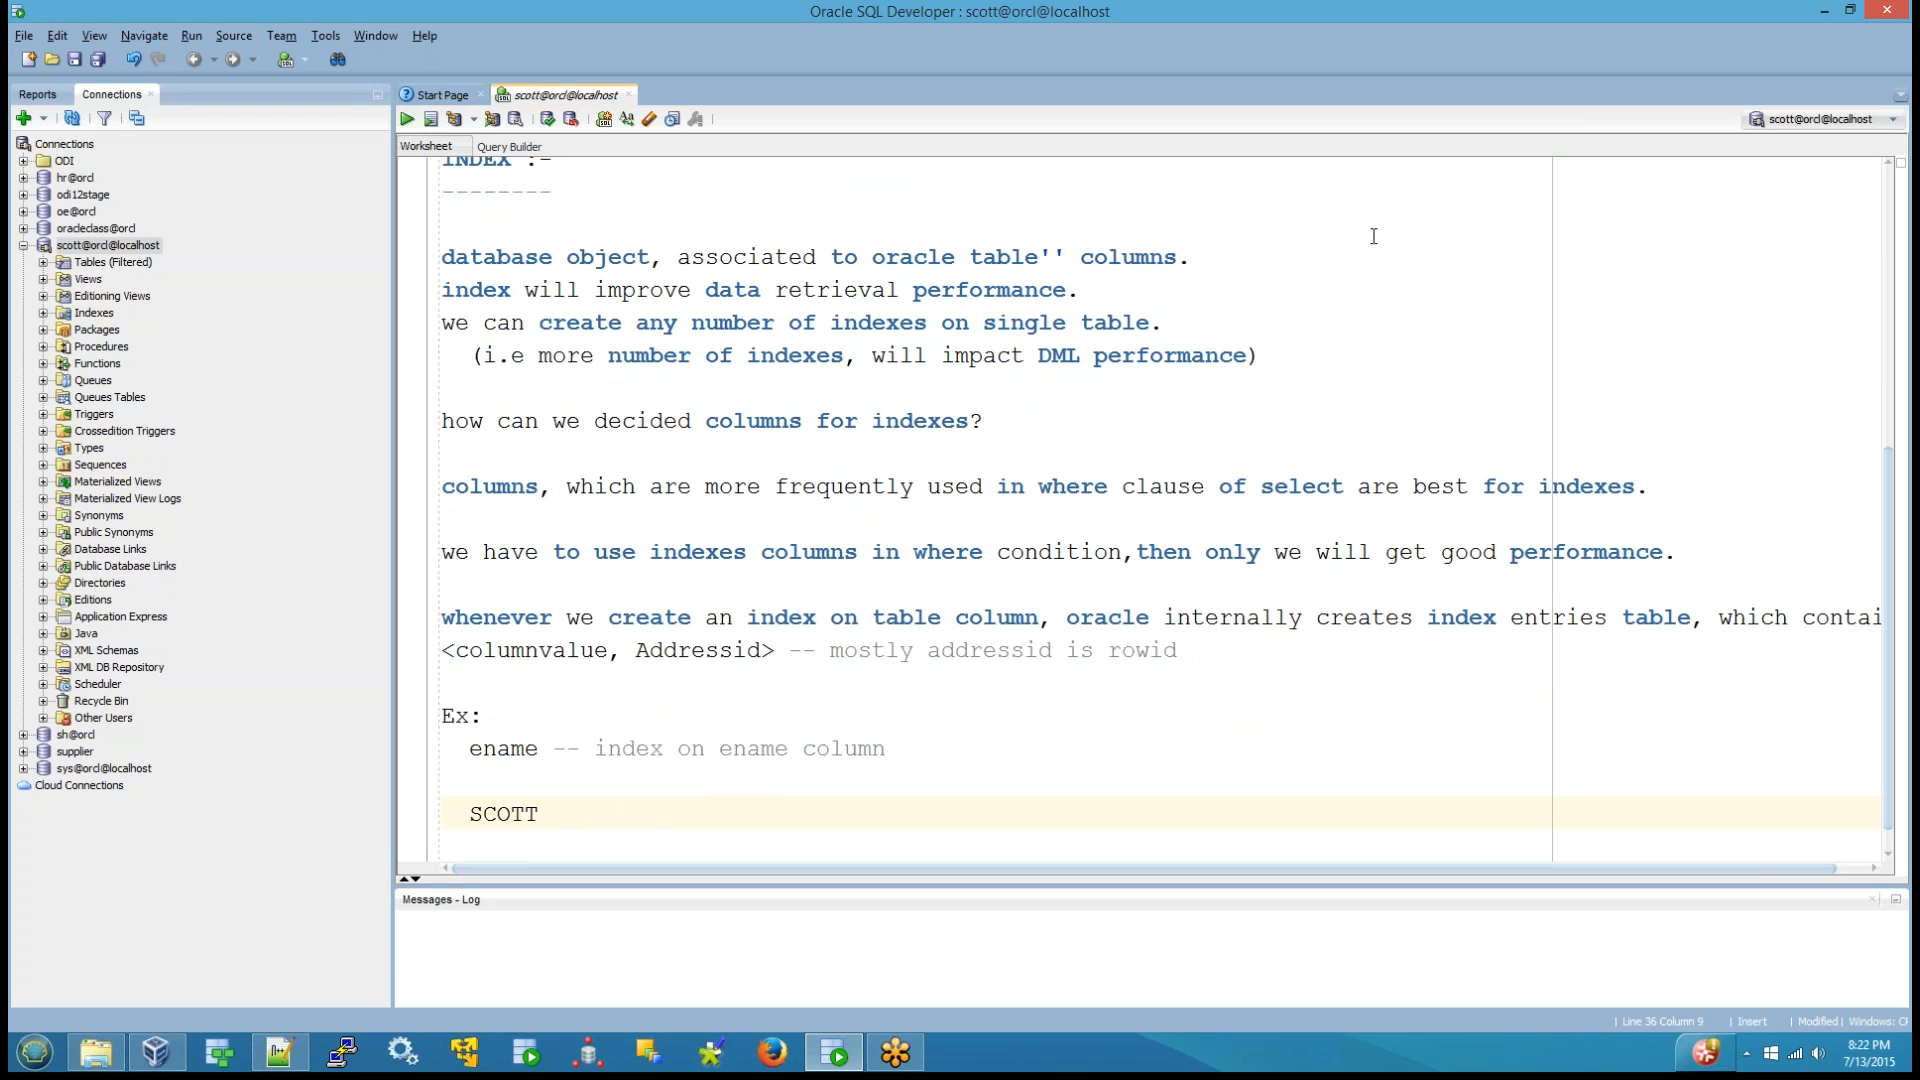 Oracle SQL Developer : scott@orcl@localhost
File Edit View Navigate Run Source Team Tools Window Help
Reports Connections
Start Page scott@orcl@localhost
scott@orcl@localhost
Worksheet Query Builder
Connections
ODI
hr@orcl
odi12stage
oe@orcl
oracleclass@orcl
scott@orcl@localhost
Tables (Filtered)
Views
Editioning Views
Indexes
Packages
Procedures
Functions
Queues
Queues Tables
Triggers
Crossedition Triggers
Types
Sequences
Materialized Views
Materialized View Logs
Synonyms
Public Synonyms
Database Links
Public Database Links
Directories
Editions
Application Express
Java
XML Schemas
XML DB Repository
Scheduler
Recycle Bin
Other Users
sh@orcl
supplier
sys@orcl@localhost
Cloud Connections
INDEX :-
--------
database object, associated to oracle table'' columns.
index will improve data retrieval performance.
we can create any number of indexes on single table.
(i.e more number of indexes, will impact DML performance)
how can we decided columns for indexes?
columns, which are more frequently used in where clause of select are best for indexes.
we have to use indexes columns in where condition,then only we will get good performance.
whenever we create an index on table column, oracle internally creates index entries table, which contai
<columnvalue, Addressid> -- mostly addressid is rowid
Ex:
ename -- index on ename column
SCOTT
Messages - Log
Line 36 Column 9 Insert Modified Windows: C
8:22 PM
7/13/2015